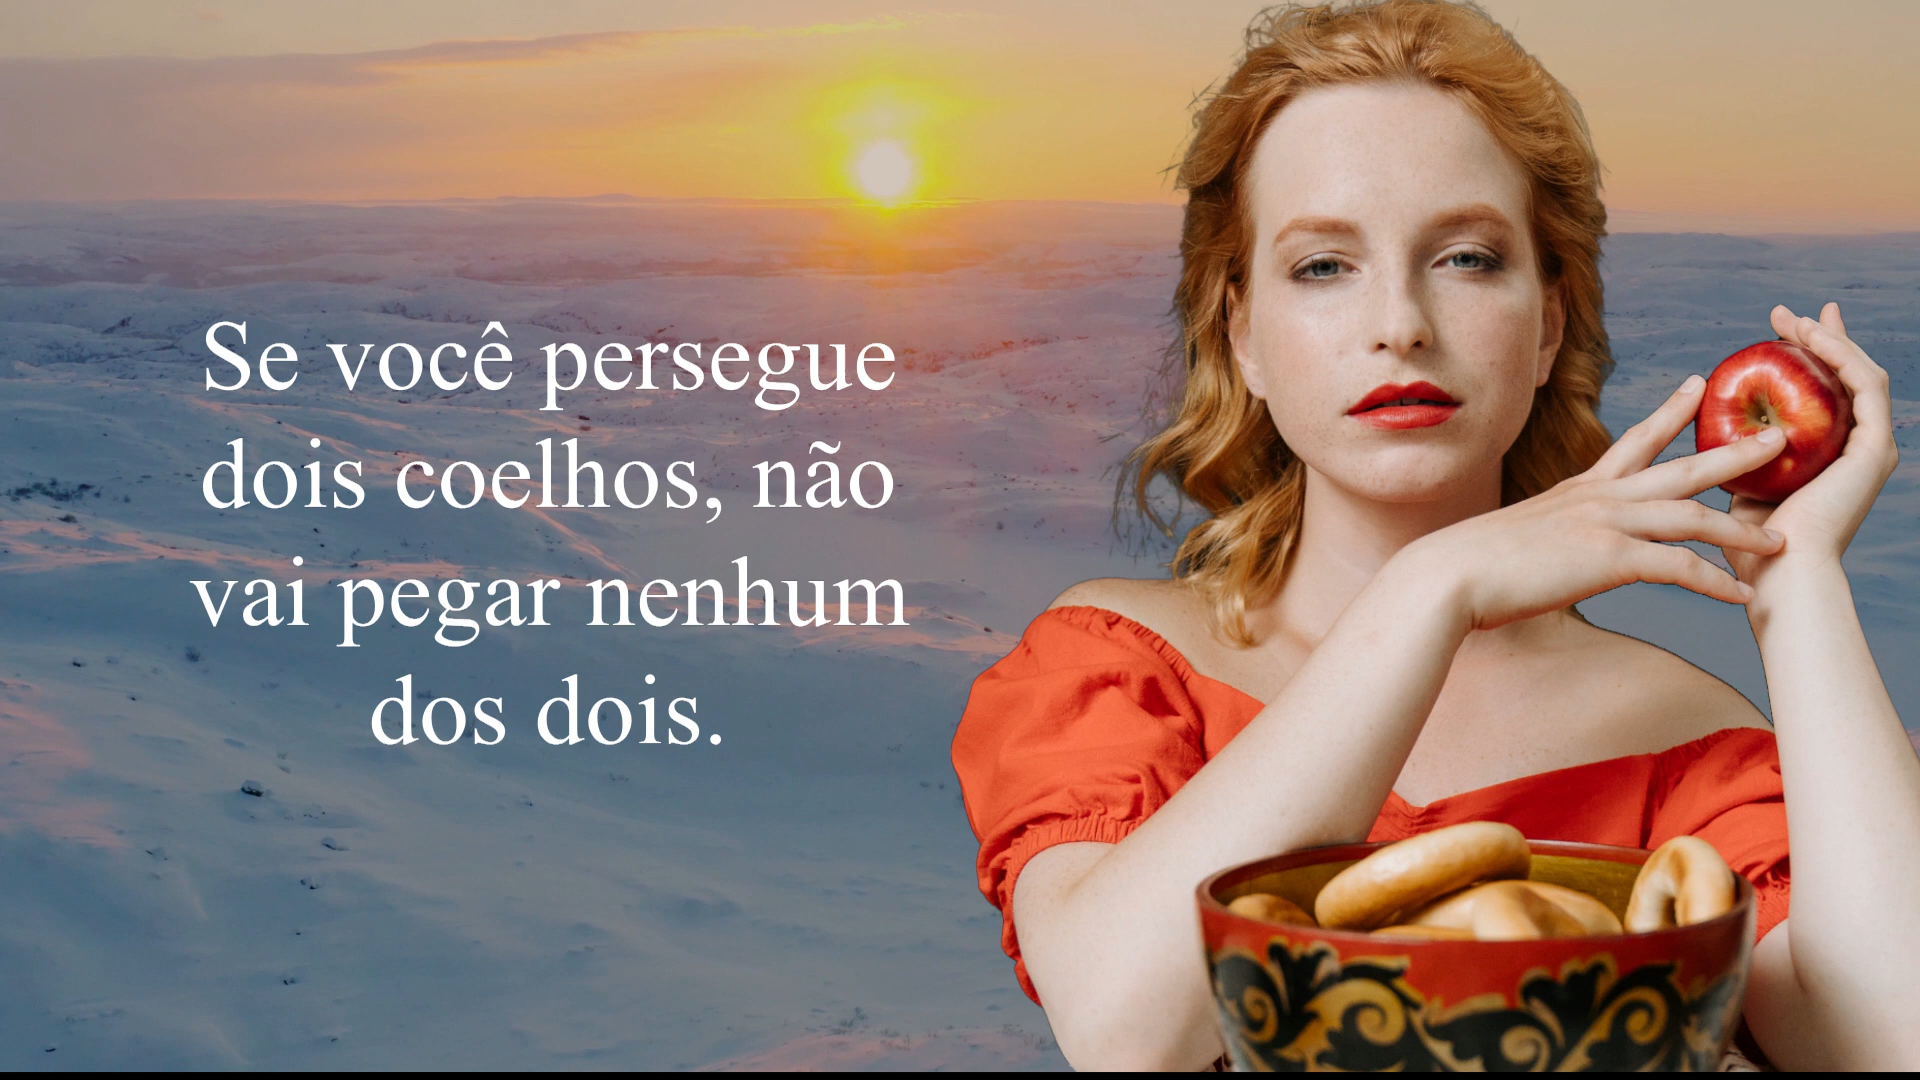 Se você persegue
dois coelhos, não
vai pegar nenhum
dos dois.